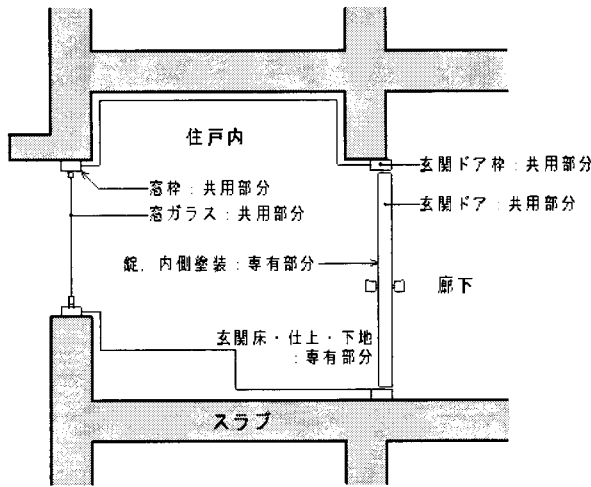 住戸内
玄関ドア枠：共用部分
窓枠：共用部分
玄関ドア：共用部分
窓ガラス：共用部分
錠、内側塗装：専有部分
廊下
玄関床・仕上・下地
：専有部分
スラブ